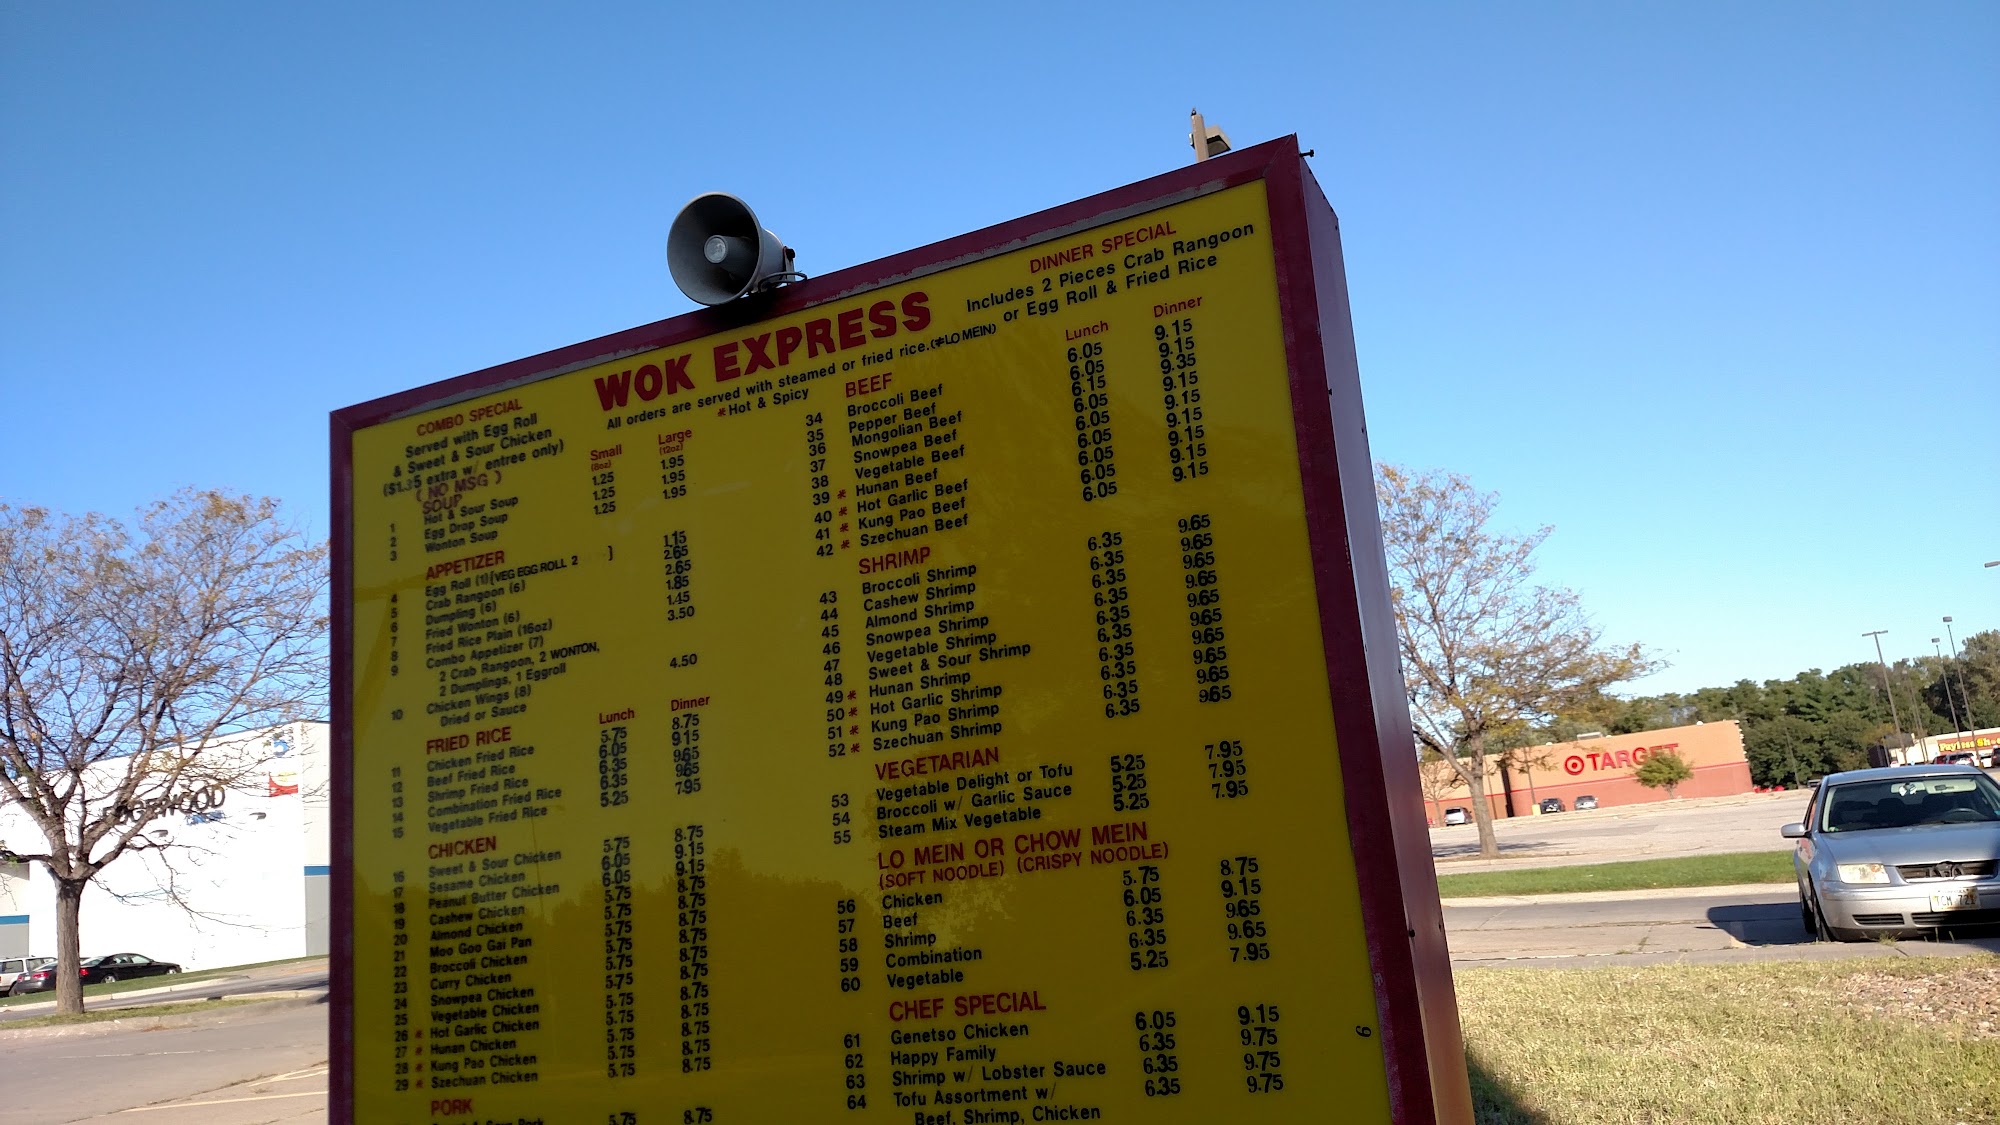 WOK EXPRESS
All orders are served with steamed or fried rice.(*LO MEIN)
*Hot & Spicy
DINNER SPECIAL
Includes 2 Pieces Crab Rangoon
or Egg Roll & Fried Rice
COMBO SPECIAL
Served with Egg Roll
& Sweet & Sour Chicken
($1.35 extra w/ entree only)
( NO MSG )
SOUP Small (8oz) Large (12oz)
1 Hot & Sour Soup 1.25 1.95
2 Egg Drop Soup 1.25 1.95
3 Wonton Soup 1.25 1.95
APPETIZER
4 Egg Roll (1) [VEG EGG ROLL 2 ] 1.15
5 Crab Rangoon (6) 2.65
6 Dumpling (6) 2.65
7 Fried Wonton (6) 1.85
8 Fried Rice Plain (16oz) 1.45
9 Combo Appetizer (7) 3.50
2 Crab Rangoon, 2 WONTON,
2 Dumplings, 1 Eggroll
10 Chicken Wings (8) 4.50
Dried or Sauce
FRIED RICE Lunch Dinner
11 Chicken Fried Rice 5.75 8.75
12 Beef Fried Rice 6.05 9.15
13 Shrimp Fried Rice 6.35 9.65
14 Combination Fried Rice 6.35 9.65
15 Vegetable Fried Rice 5.25 7.95
CHICKEN
16 Sweet & Sour Chicken 5.75 8.75
17 Sesame Chicken 6.05 9.15
18 Peanut Butter Chicken 6.05 9.15
19 Cashew Chicken 5.75 8.75
20 Almond Chicken 5.75 8.75
21 Moo Goo Gai Pan 5.75 8.75
22 Broccoli Chicken 5.75 8.75
23 Curry Chicken 5.75 8.75
24 Snowpea Chicken 5.75 8.75
25 Vegetable Chicken 5.75 8.75
26 * Hot Garlic Chicken 5.75 8.75
27 * Hunan Chicken 5.75 8.75
28 * Kung Pao Chicken 5.75 8.75
29 * Szechuan Chicken 5.75 8.75
PORK
5.75 8.75
BEEF Lunch Dinner
34 Broccoli Beef 6.05 9.15
35 Pepper Beef 6.05 9.15
36 Mongolian Beef 6.15 9.35
37 Snowpea Beef 6.05 9.15
38 Vegetable Beef 6.05 9.15
39 * Hunan Beef 6.05 9.15
40 * Hot Garlic Beef 6.05 9.15
41 * Kung Pao Beef 6.05 9.15
42 * Szechuan Beef 6.05 9.15
SHRIMP
43 Broccoli Shrimp 6.35 9.65
44 Cashew Shrimp 6.35 9.65
45 Almond Shrimp 6.35 9.65
46 Snowpea Shrimp 6.35 9.65
47 Vegetable Shrimp 6.35 9.65
48 Sweet & Sour Shrimp 6.35 9.65
49 * Hunan Shrimp 6.35 9.65
50 * Hot Garlic Shrimp 6.35 9.65
51 * Kung Pao Shrimp 6.35 9.65
52 * Szechuan Shrimp 6.35 9.65
VEGETARIAN
53 Vegetable Delight or Tofu 5.25 7.95
54 Broccoli w/ Garlic Sauce 5.25 7.95
55 Steam Mix Vegetable 5.25 7.95
LO MEIN OR CHOW MEIN
(SOFT NOODLE) (CRISPY NOODLE)
56 Chicken 5.75 8.75
57 Beef 6.05 9.15
58 Shrimp 6.35 9.65
59 Combination 6.35 9.65
60 Vegetable 5.25 7.95
CHEF SPECIAL
61 Genetso Chicken 6.05 9.15
62 Happy Family 6.35 9.75
63 Shrimp w/ Lobster Sauce 6.35 9.75
64 Tofu Assortment w/ 6.35 9.75
Beef, Shrimp, Chicken
9
TARGET